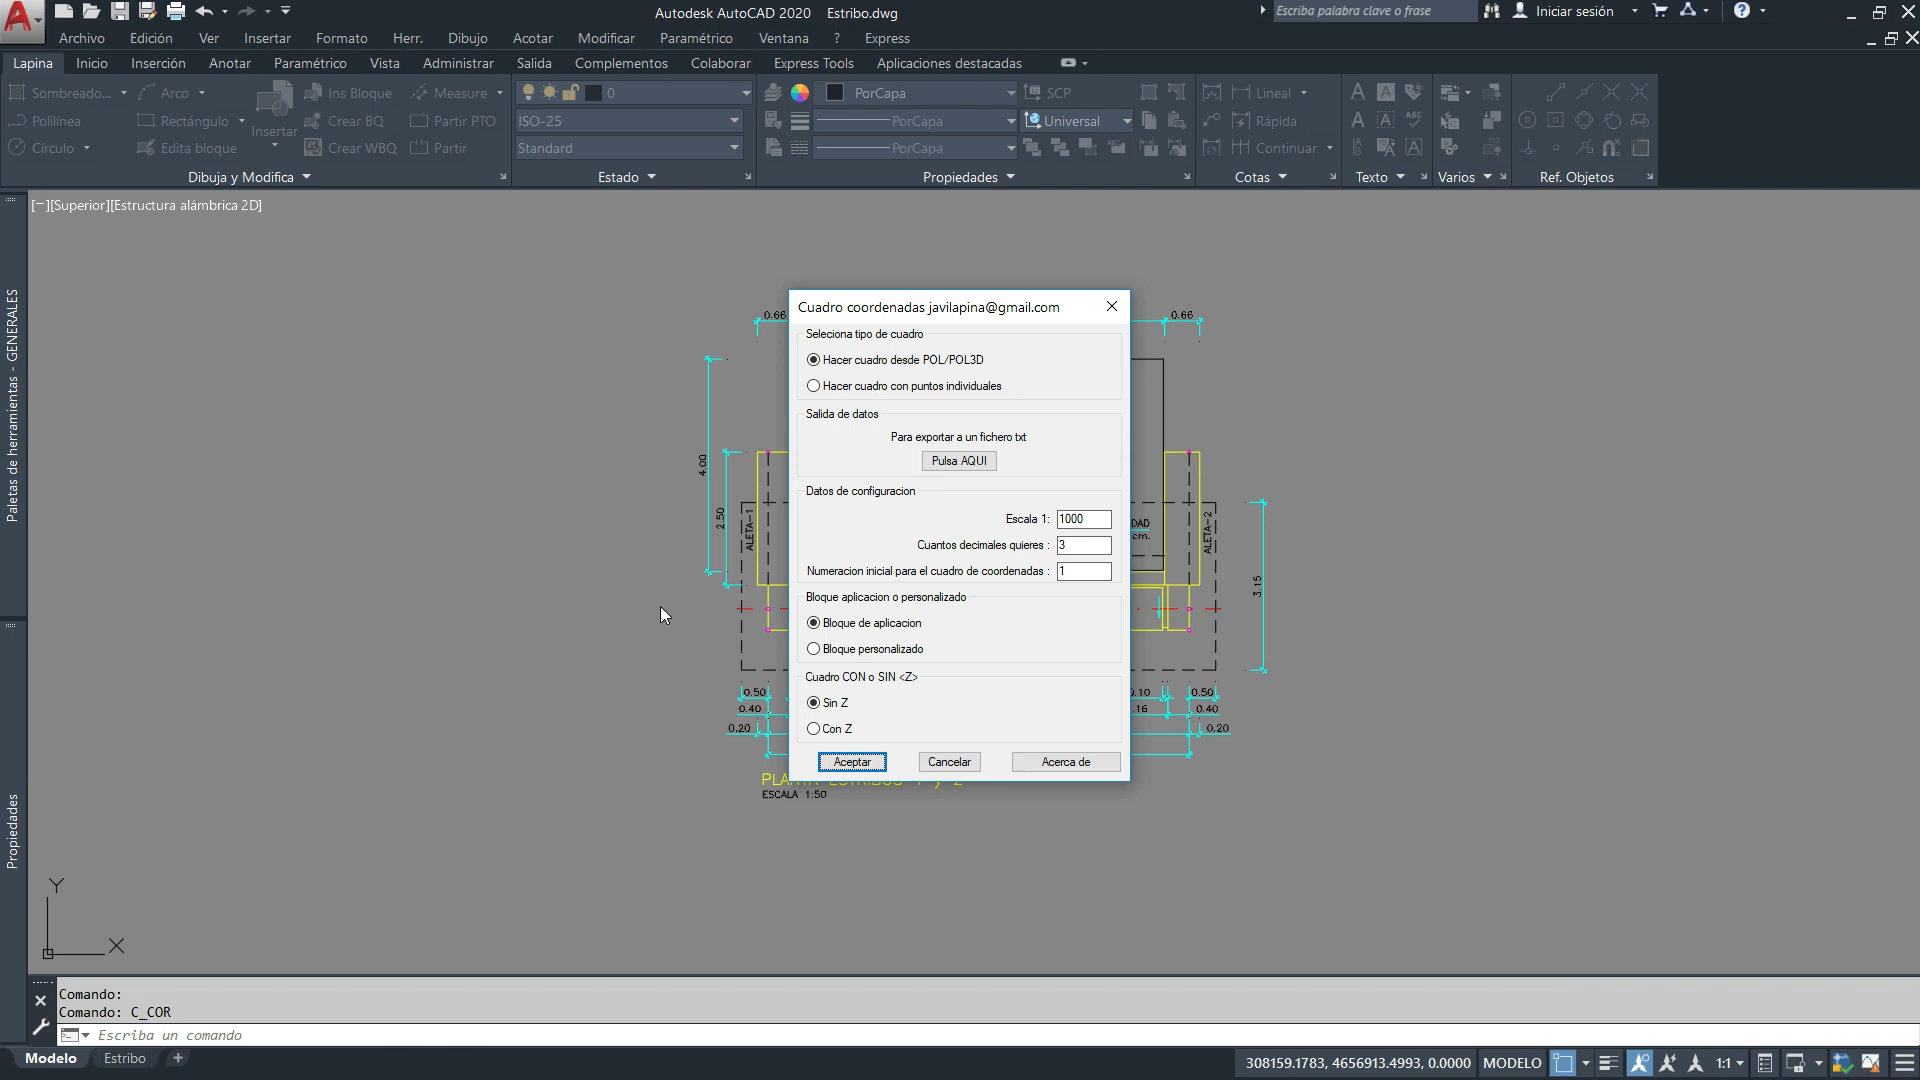 Autodesk AutoCAD 2020 Estribo.dwg
Escriba palabra clave o frase
Iniciar sesión
Archivo Edición Ver Insertar Formato Herr. Dibujo Acotar Modificar Paramétrico Ventana ? Express
Lapina Inicio Inserción Anotar Paramétrico Vista Administrar Salida Complementos Colaborar Express Tools Aplicaciones destacadas
Sombreado... Arco Ins Bloque Measure 0 PorCapa SCP Lineal
Polilínea Rectángulo Insertar Crear BQ Partir PTO ISO-25 PorCapa Universal Rápida
Círculo Edita bloque Crear WBQ Partir Standard PorCapa Continuar
Dibuja y Modifica Estado Propiedades Cotas Texto Varios Ref. Objetos
[−][Superior][Estructura alámbrica 2D]
Paletas de herramientas - GENERALES
Propiedades
Cuadro coordenadas javilapina@gmail.com
Selecciona tipo de cuadro
Hacer cuadro desde POL/POL3D
Hacer cuadro con puntos individuales
Salida de datos
Para exportar a un fichero txt
Pulsa AQUI
Datos de configuracion
Escala 1: 1000
Cuantos decimales quieres : 3
Numeracion inicial para el cuadro de coordenadas : 1
Bloque aplicacion o personalizado
Bloque de aplicacion
Bloque personalizado
Cuadro CON o SIN <Z>
Sin Z
Con Z
Aceptar Cancelar Acerca de
0.66 0.66
4.00
2.50
ALETA-1
DAD
cm.
ALETA-2
3.15
0.50 .10 0.50
0.40 .16 0.40
0.20 0.20
ESCALA 1:50
Y
X
Comando:
Comando: C_COR
Escriba un comando
Modelo Estribo +
308159.1783, 4656913.4993, 0.0000 MODELO 1:1